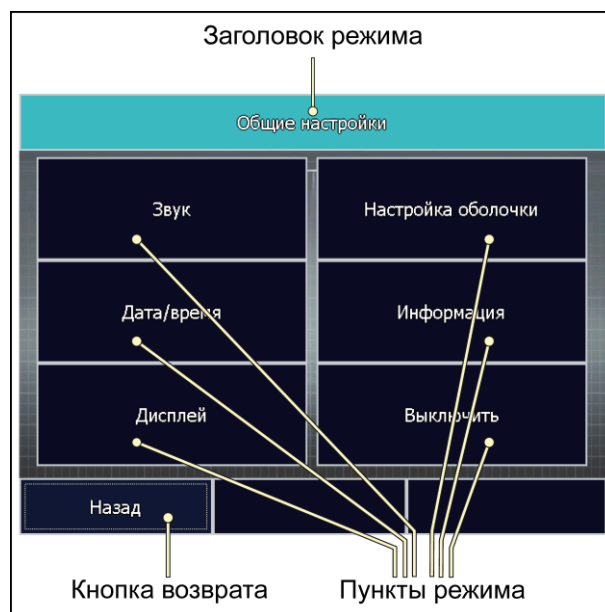 Заголовок режима
Общие настройки
Звук
Настройка оболочки
Дата/время
Информация
Дисплей
Выключить
Назад
Кнопка возврата
Пункты режима